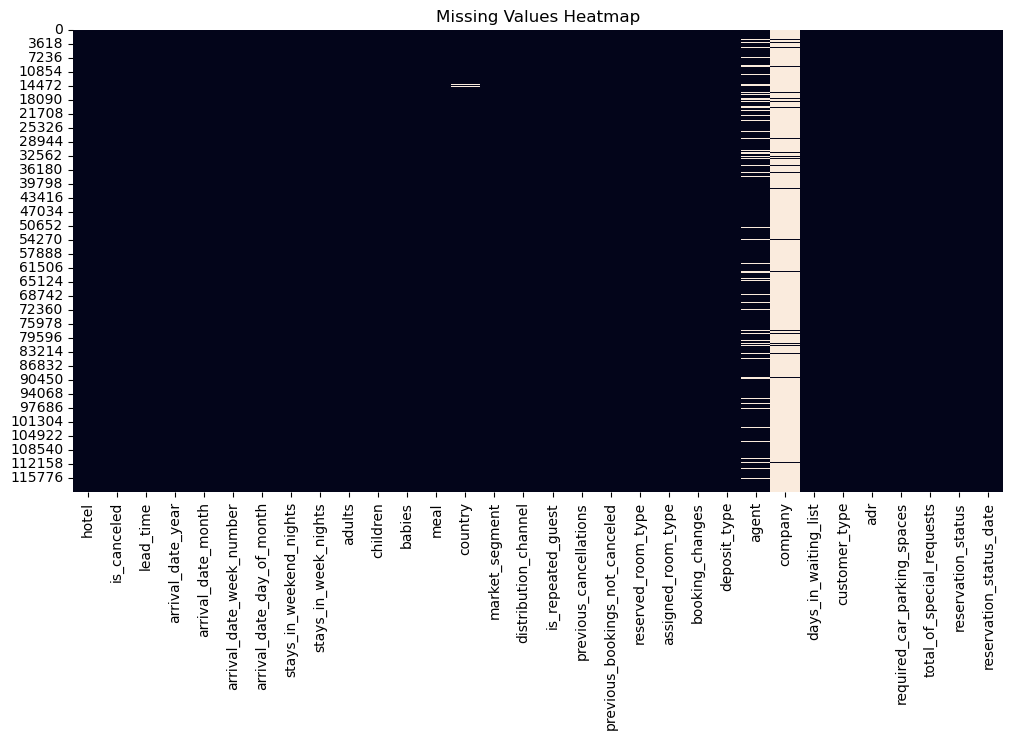 Missing Values Heatmap
0
3618
7236
10854
14472
18090
21708
25326
28944
32562
36180
39798
43416
47034
50652
54270
57888
61506
65124
68742
72360
75978
79596
83214
86832
90450
94068
97686
101304
104922
108540
112158
115776
hotel
is_canceled
lead_time
arrival_date_year
arrival_date_month
arrival_date_week_number
arrival_date_day_of_month
stays_in_weekend_nights
stays_in_week_nights
adults
children
babies
meal
country
market_segment
distribution_channel
is_repeated_guest
previous_cancellations
previous_bookings_not_canceled
reserved_room_type
assigned_room_type
booking_changes
deposit_type
agent
company
days_in_waiting_list
customer_type
adr
required_car_parking_spaces
total_of_special_requests
reservation_status
reservation_status_date